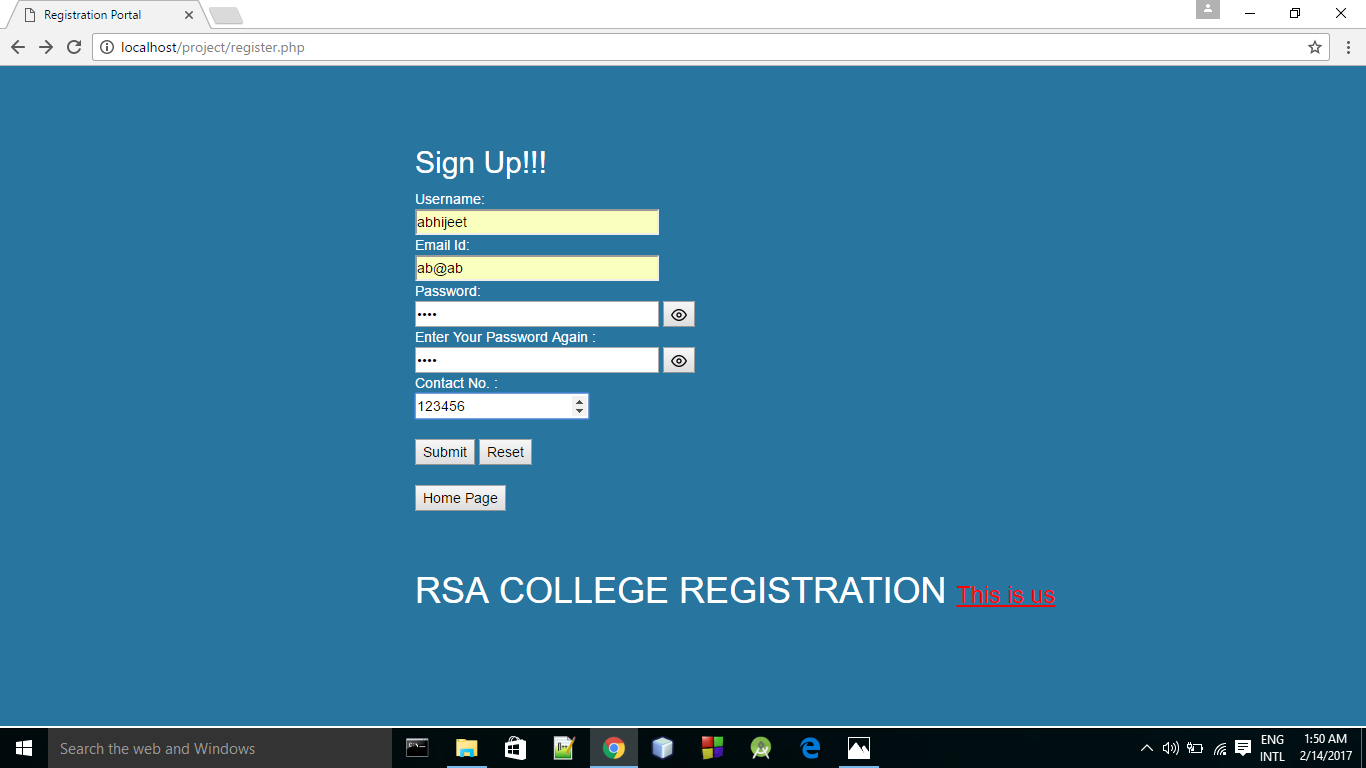 Registration Portal
localhost/project/register.php
Sign Up!!!
Username:
abhijeet
Email Id:
ab@ab
Password:
••••
Enter Your Password Again :
••••
Contact No. :
123456
Submit Reset
Home Page
RSA COLLEGE REGISTRATION This is us
Search the web and Windows
ENG
INTL
1:50 AM
2/14/2017